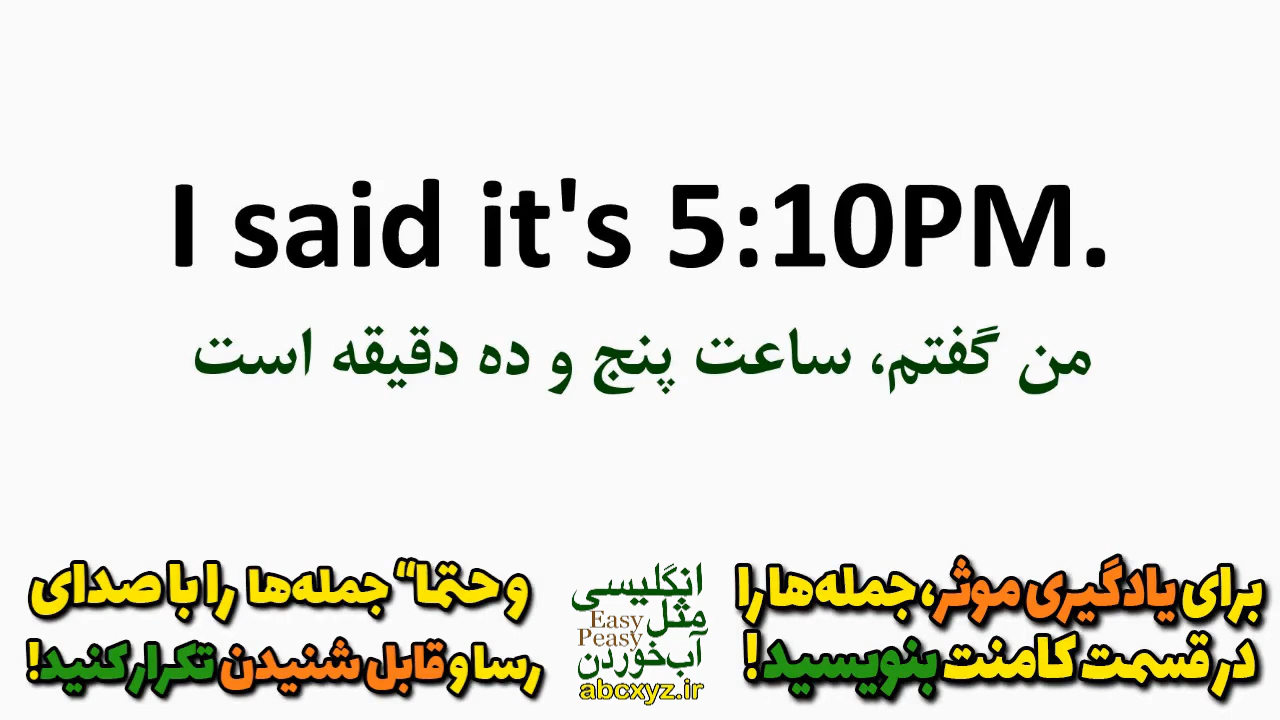 I said it's 5:10PM.
من گفتم، ساعت پنج و ده دقیقه است
برای یادگیری موثر، جمله‌ها را
در قسمت کامنت بنویسید!
انگلیسی
مثل
Easy
Peasy
آب خوردن
abcxyz.ir
و حتما“ جمله‌ها را با صدای
رسا و قابل شنیدن تکرار کنید!